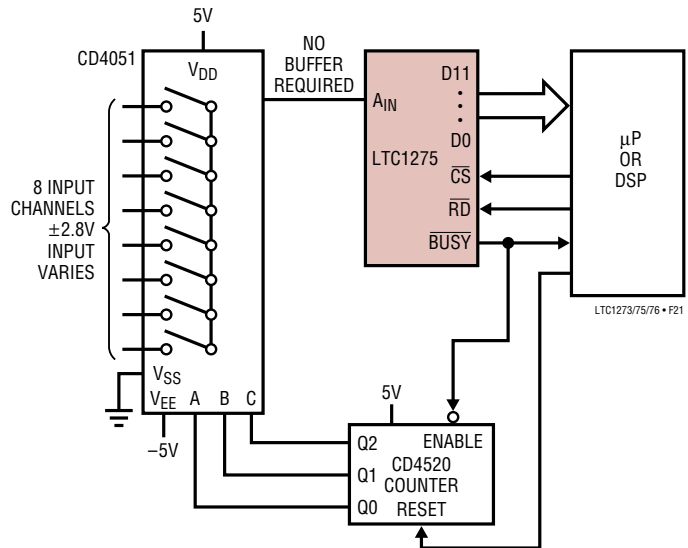 5V
CD4051
VDD
8 INPUT
CHANNELS
±2.8V
INPUT
VARIES
VSS
VEE A B C
–5V
NO
BUFFER
REQUIRED
AIN
LTC1275
D11
D0
CS
RD
BUSY
µP
OR
DSP
LTC1273/75/76 • F21
5V
Q2 ENABLE
CD4520
Q1
COUNTER
Q0 RESET